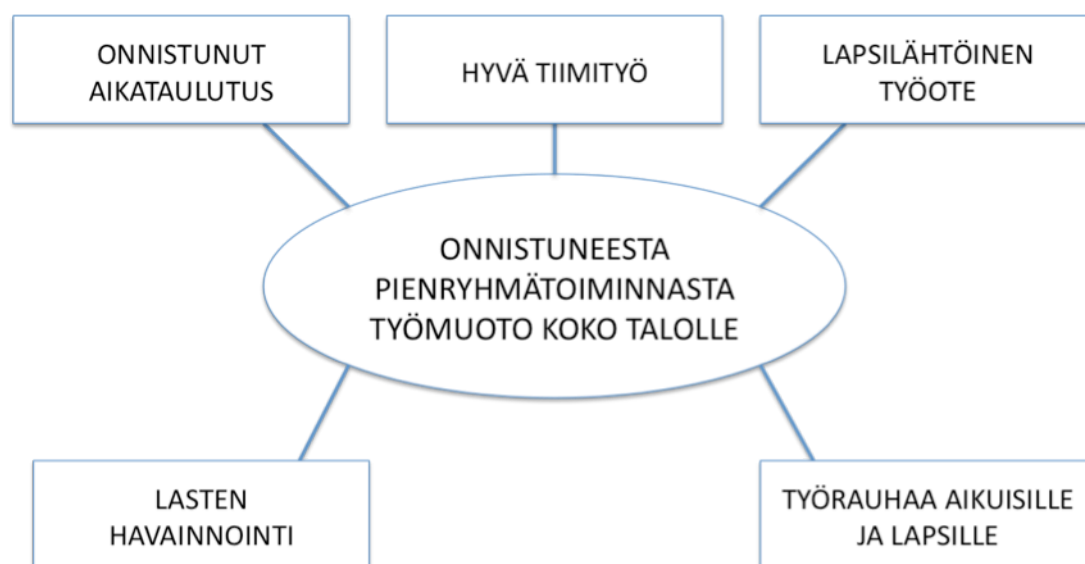 ONNISTUNUT
AIKATAULUTUS
HYVÄ TIIMITYÖ
LAPSILÄHTÖINEN
TYÖOTE
ONNISTUNEESTA
PIENRYHMÄTOIMINNASTA
TYÖMUOTO KOKO TALOLLE
LASTEN
HAVAINNOINTI
TYÖRAUHAA AIKUISILLE
JA LAPSILLE